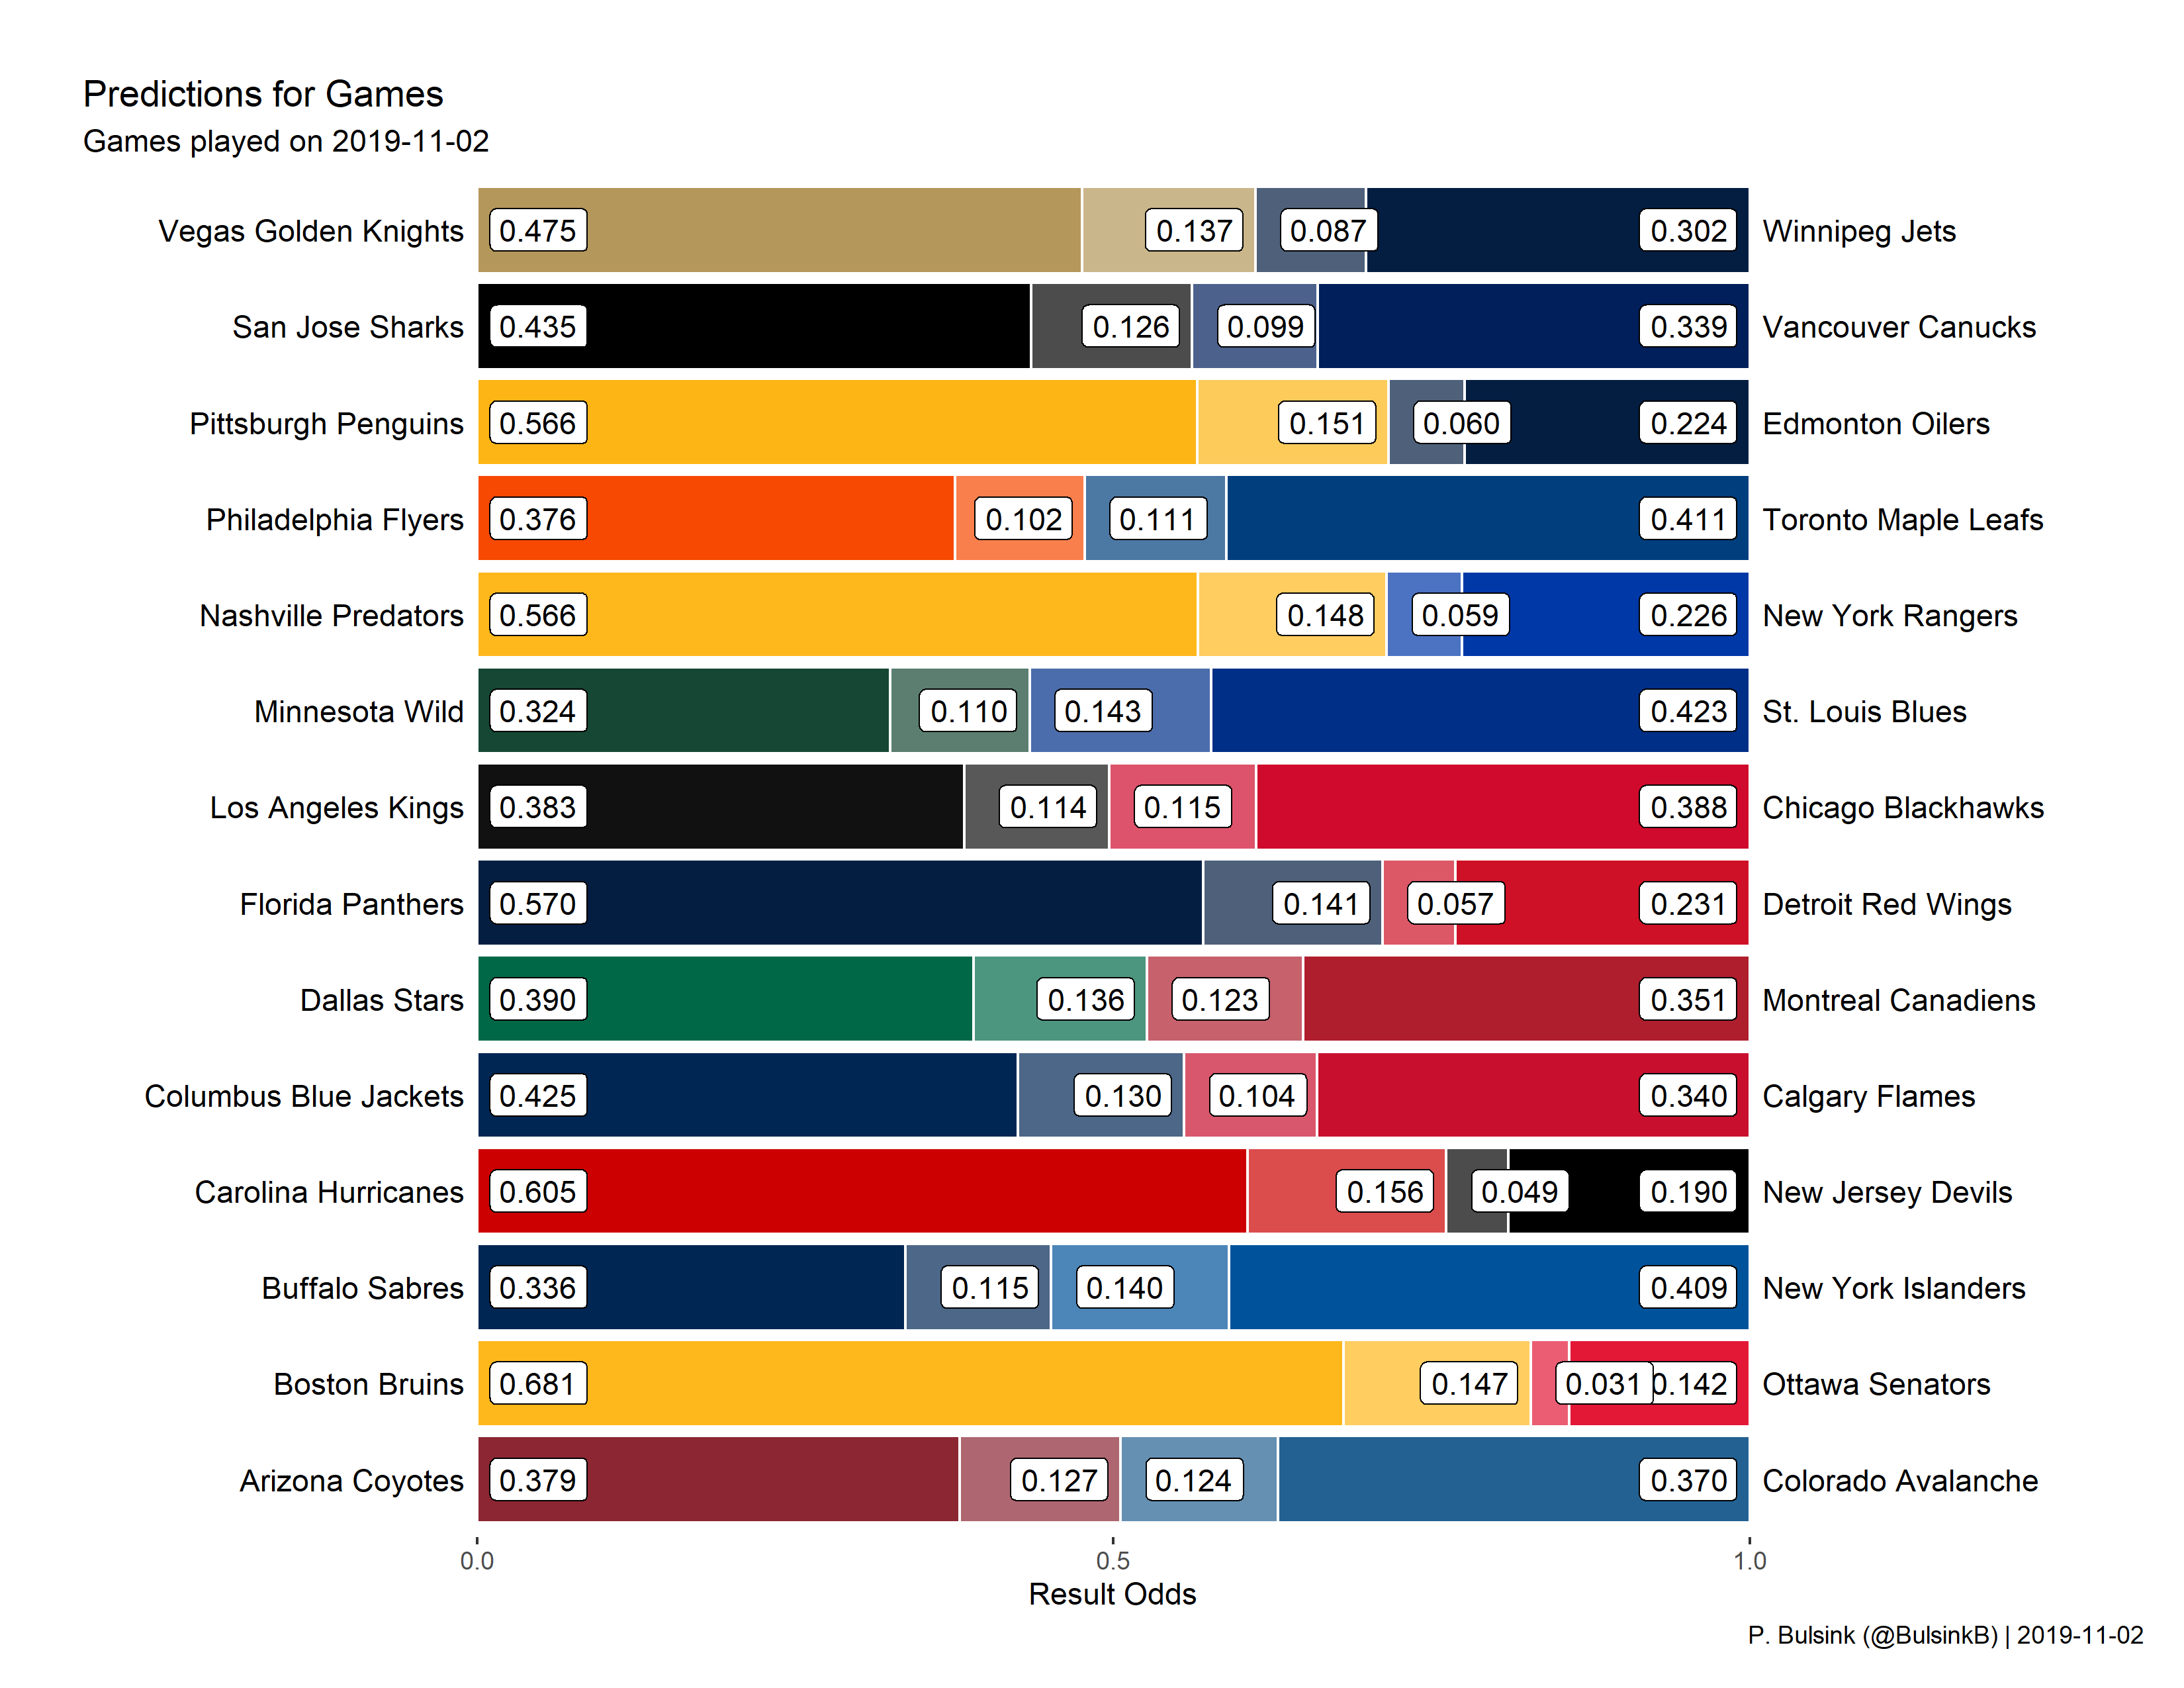 Predictions for Games
Games played on 2019-11-02
Vegas Golden Knights 0.475 0.137 0.087 0.302 Winnipeg Jets
San Jose Sharks 0.435 0.126 0.099 0.339 Vancouver Canucks
Pittsburgh Penguins 0.566 0.151 0.060 0.224 Edmonton Oilers
Philadelphia Flyers 0.376 0.102 0.111 0.411 Toronto Maple Leafs
Nashville Predators 0.566 0.148 0.059 0.226 New York Rangers
Minnesota Wild 0.324 0.110 0.143 0.423 St. Louis Blues
Los Angeles Kings 0.383 0.114 0.115 0.388 Chicago Blackhawks
Florida Panthers 0.570 0.141 0.057 0.231 Detroit Red Wings
Dallas Stars 0.390 0.136 0.123 0.351 Montreal Canadiens
Columbus Blue Jackets 0.425 0.130 0.104 0.340 Calgary Flames
Carolina Hurricanes 0.605 0.156 0.049 0.190 New Jersey Devils
Buffalo Sabres 0.336 0.115 0.140 0.409 New York Islanders
Boston Bruins 0.681 0.147 0.031 0.142 Ottawa Senators
Arizona Coyotes 0.379 0.127 0.124 0.370 Colorado Avalanche
0.0 0.5 1.0
Result Odds
P. Bulsink (@BulsinkB) | 2019-11-02